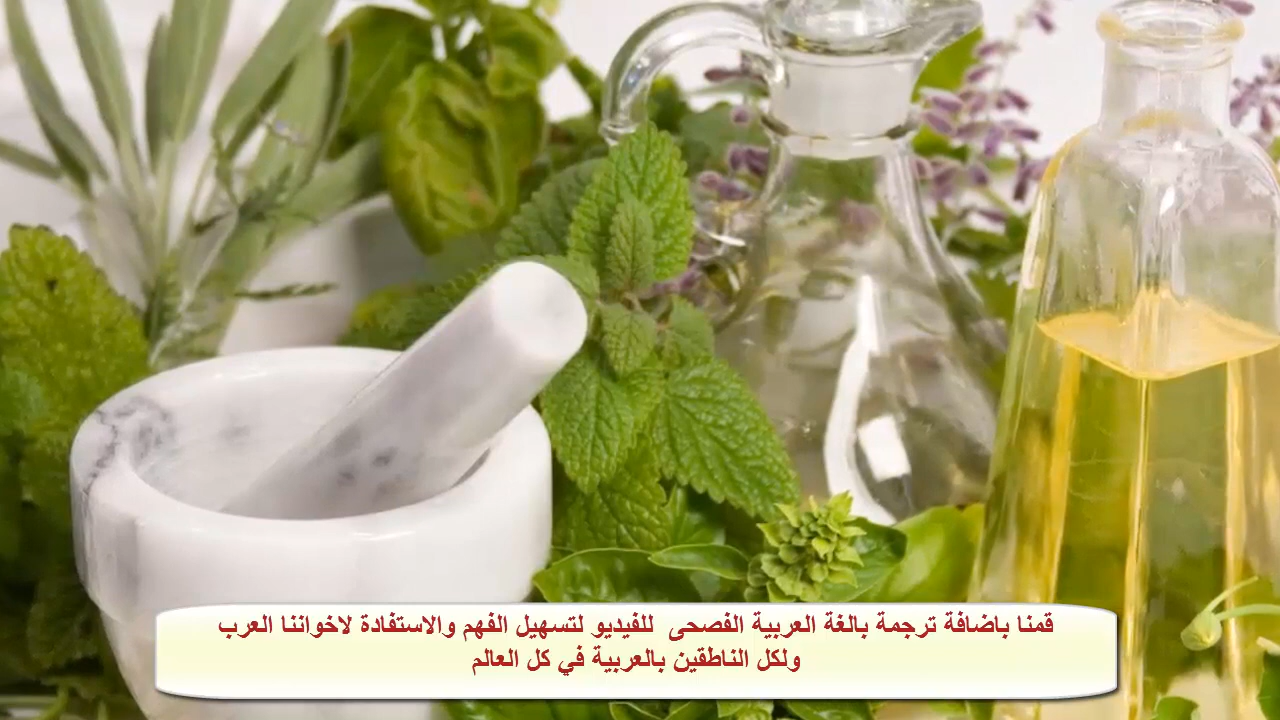 قمنا باضافة ترجمة بالغة العربية الفصحى للفيديو لتسهيل الفهم والاستفادة لاخواننا العرب
ولكل الناطقين بالعربية في كل العالم